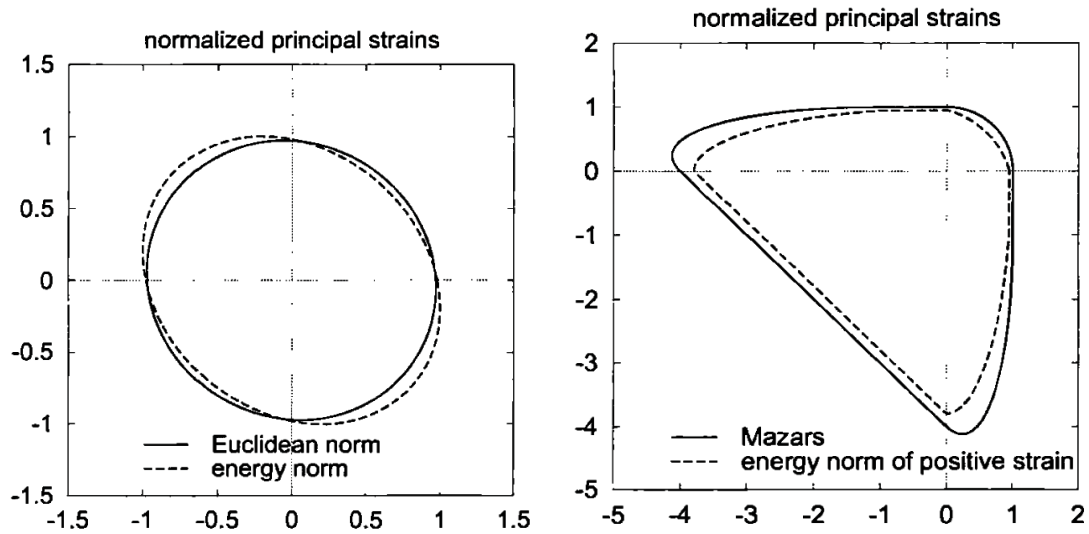 normalized principal strains
1.5
1
0.5
0
-0.5
-1
-1.5
Euclidean norm
energy norm
-1.5 -1 -0.5 0 0.5 1 1.5
normalized principal strains
2
1
0
-1
-2
-3
-4
-5
Mazars
energy norm of positive strain
-5 -4 -3 -2 -1 0 1 2